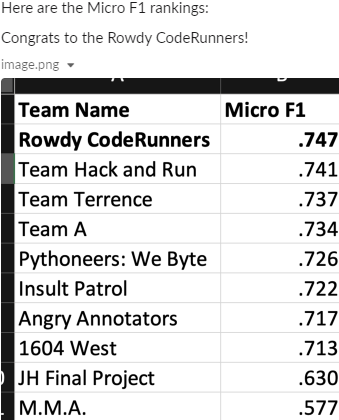 Here are the Micro F1 rankings:
Congrats to the Rowdy CodeRunners!
image.png
Team Name Micro F1
Rowdy CodeRunners .747
Team Hack and Run .741
Team Terrence .737
Team A .734
Pythoneers: We Byte .726
Insult Patrol .722
Angry Annotators .717
1604 West .713
JH Final Project .630
M.M.A. .577